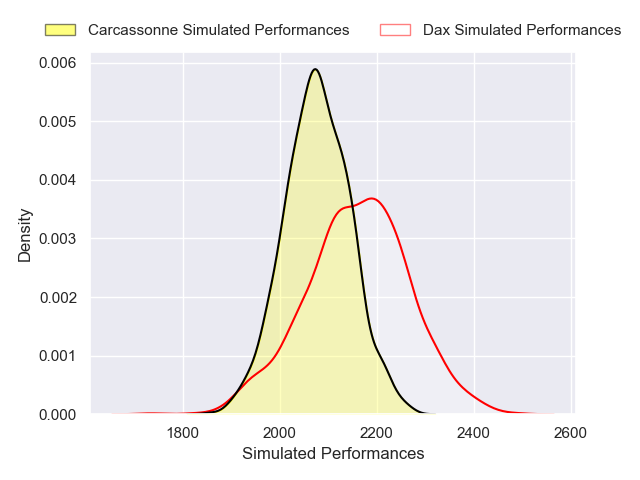 Carcassonne Simulated Performances Dax Simulated Performances
0.006
0.005
0.004
0.003
0.002
0.001
0.000
Density
1800 2000 2200 2400 2600
Simulated Performances